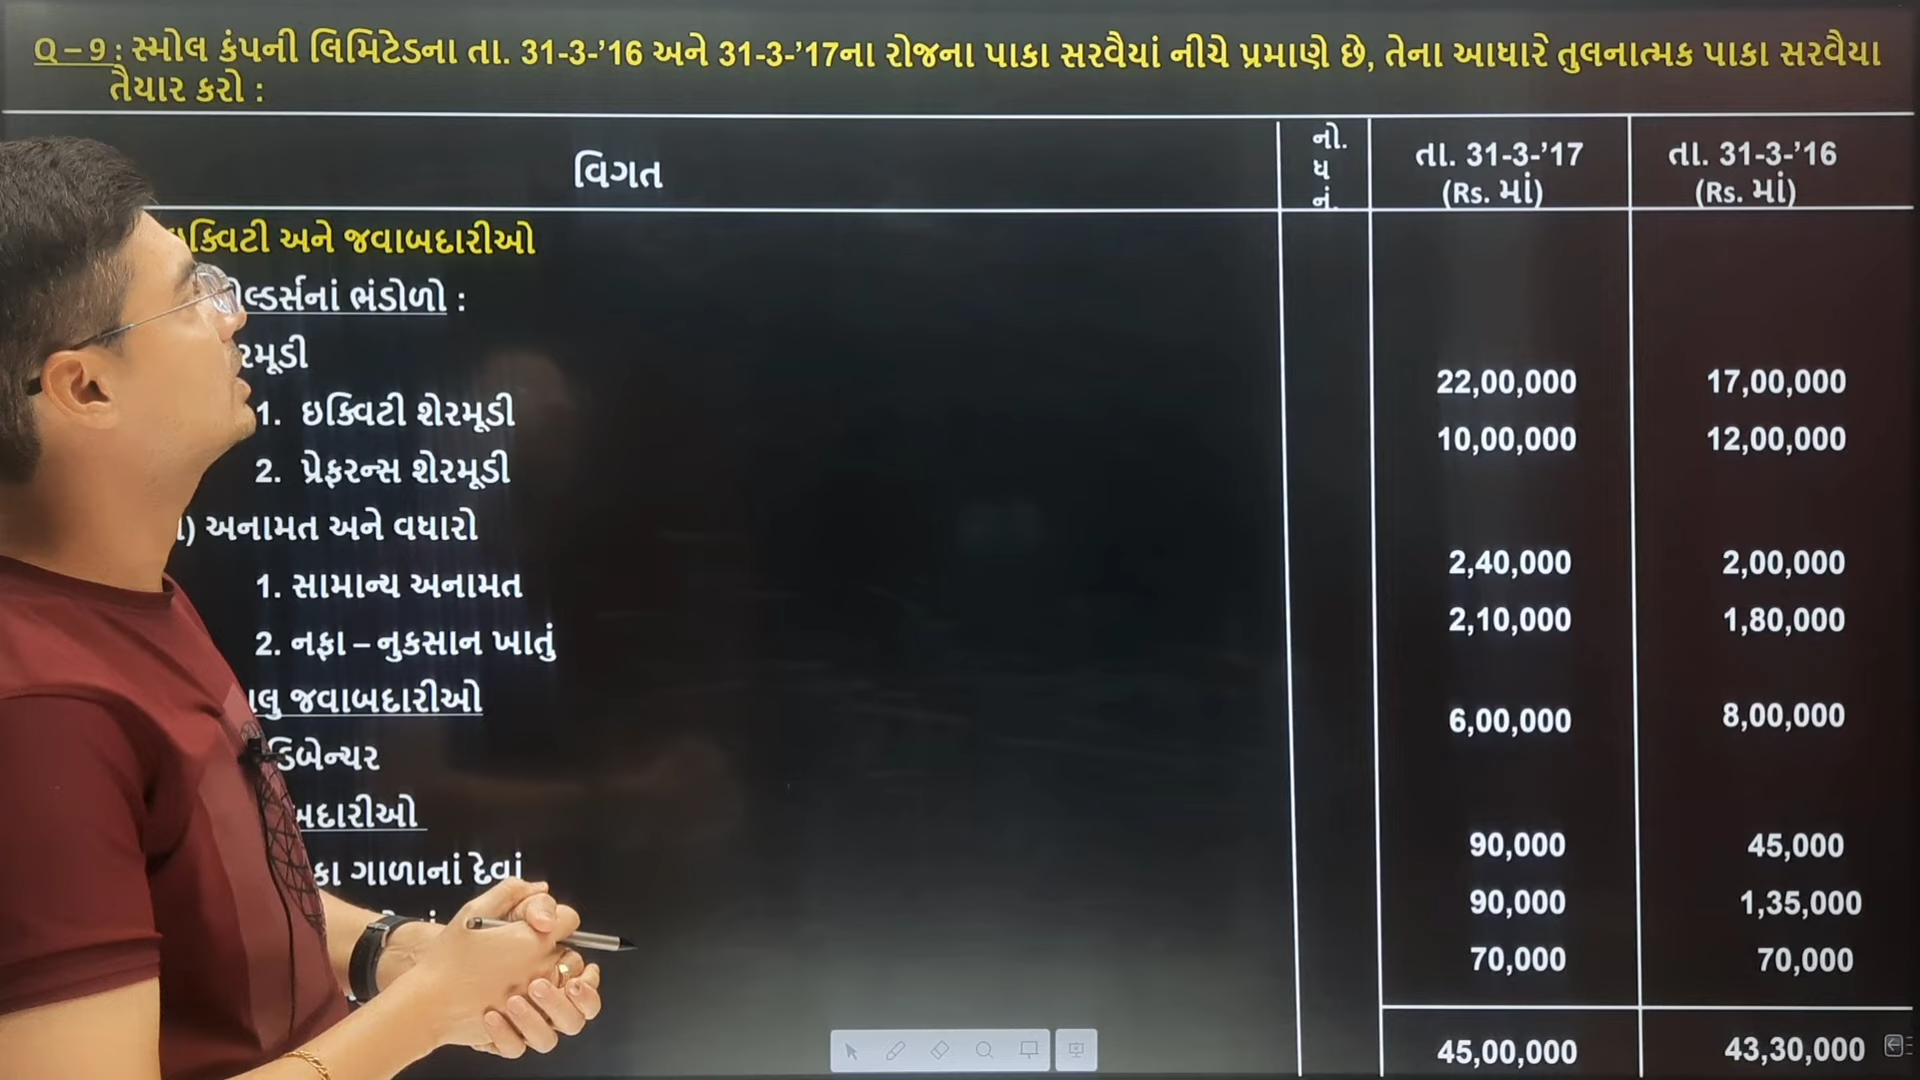 Q – 9 : સ્મોલ કંપની લિમિટેડના તા. 31-3-’16 અને 31-3-’17ના રોજના પાકા સરવૈયાં નીચે પ્રમાણે છે, તેના આધારે તુલનાત્મક પાકા સરવૈયા
તૈયાર કરો :
વિગત
નો.
ધ
નં.
તા. 31-3-’17
(Rs. માં)
તા. 31-3-’16
(Rs. માં)
ઇક્વિટી અને જવાબદારીઓ
ભંડોળો :
22,00,000 17,00,000
1. ઇક્વિટી શેરમૂડી
10,00,000 12,00,000
2. પ્રેફરન્સ શેરમૂડી
અનામત અને વધારો
2,40,000 2,00,000
1. સામાન્ય અનામત
2,10,000 1,80,000
2. નફા – નુકસાન ખાતું
જવાબદારીઓ
6,00,000 8,00,000
ડિબેન્ચર
90,000 45,000
ગાળાનાં દેવાં
90,000 1,35,000
70,000 70,000
45,00,000 43,30,000